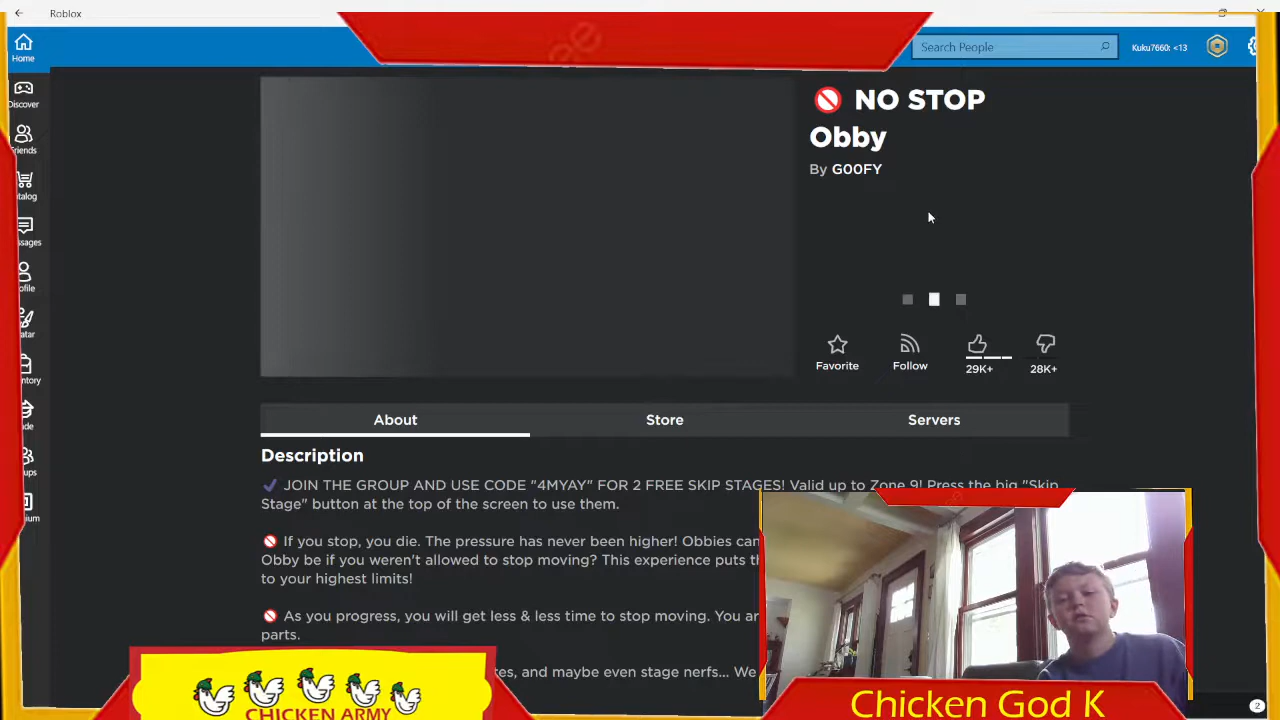 Roblox
Home
Search People
Kuku7660: <13
Discover
NO STOP
Obby
By G00FY
Favorite
Follow
29K+
28K+
About
Store
Servers
Description
JOIN THE GROUP AND USE CODE "4MYAY" FOR 2 FREE SKIP STAGES! Valid up to Zone 9! Press the big "Skip
Stage" button at the top of the screen to use them.
If you stop, you die. The pressure has never been higher! Obbies can
Obby be if you weren't allowed to stop moving? This experience puts th
to your highest limits!
As you progress, you will get less & less time to stop moving. You ar
parts.
es, and maybe even stage nerfs... We
CHICKEN ARMY
Chicken God K
2